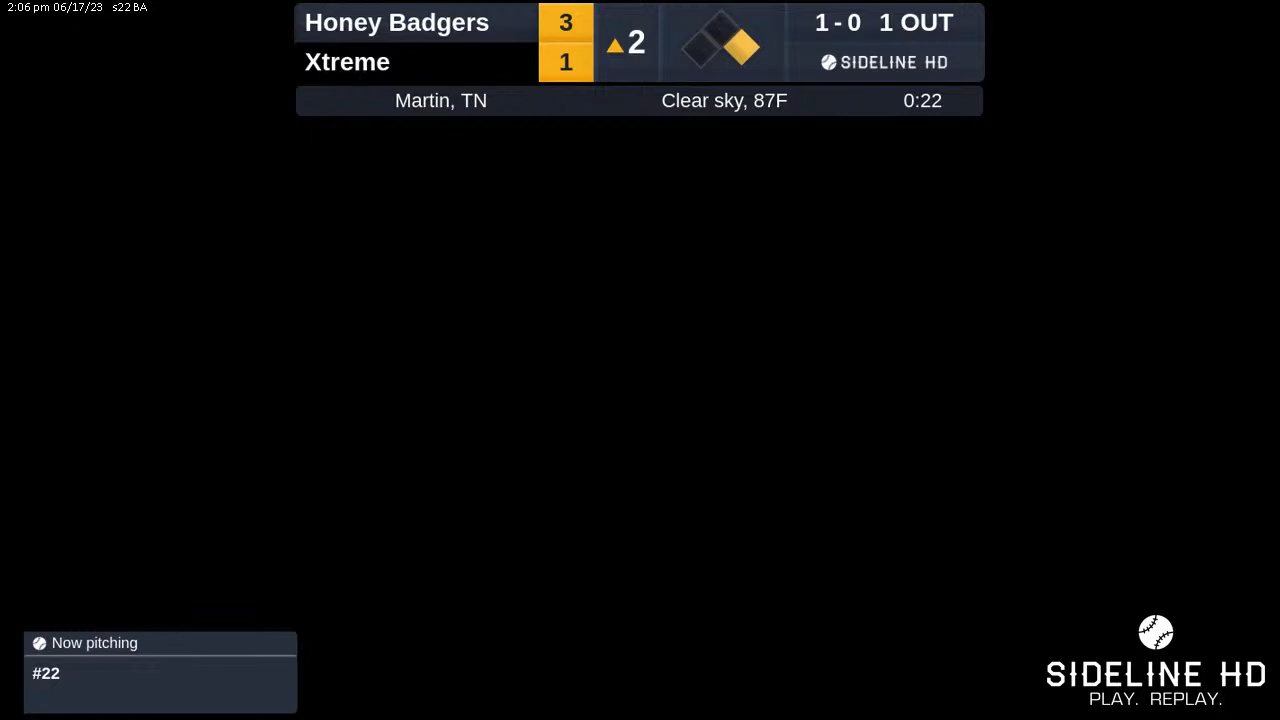 2:06 pm 06/17/23 s22 BA
Honey Badgers 3
Xtreme 1
2
1 - 0 1 OUT
SIDELINE HD
Martin, TN Clear sky, 87F 0:22
Now pitching
#22
SIDELINE HD
PLAY. REPLAY.